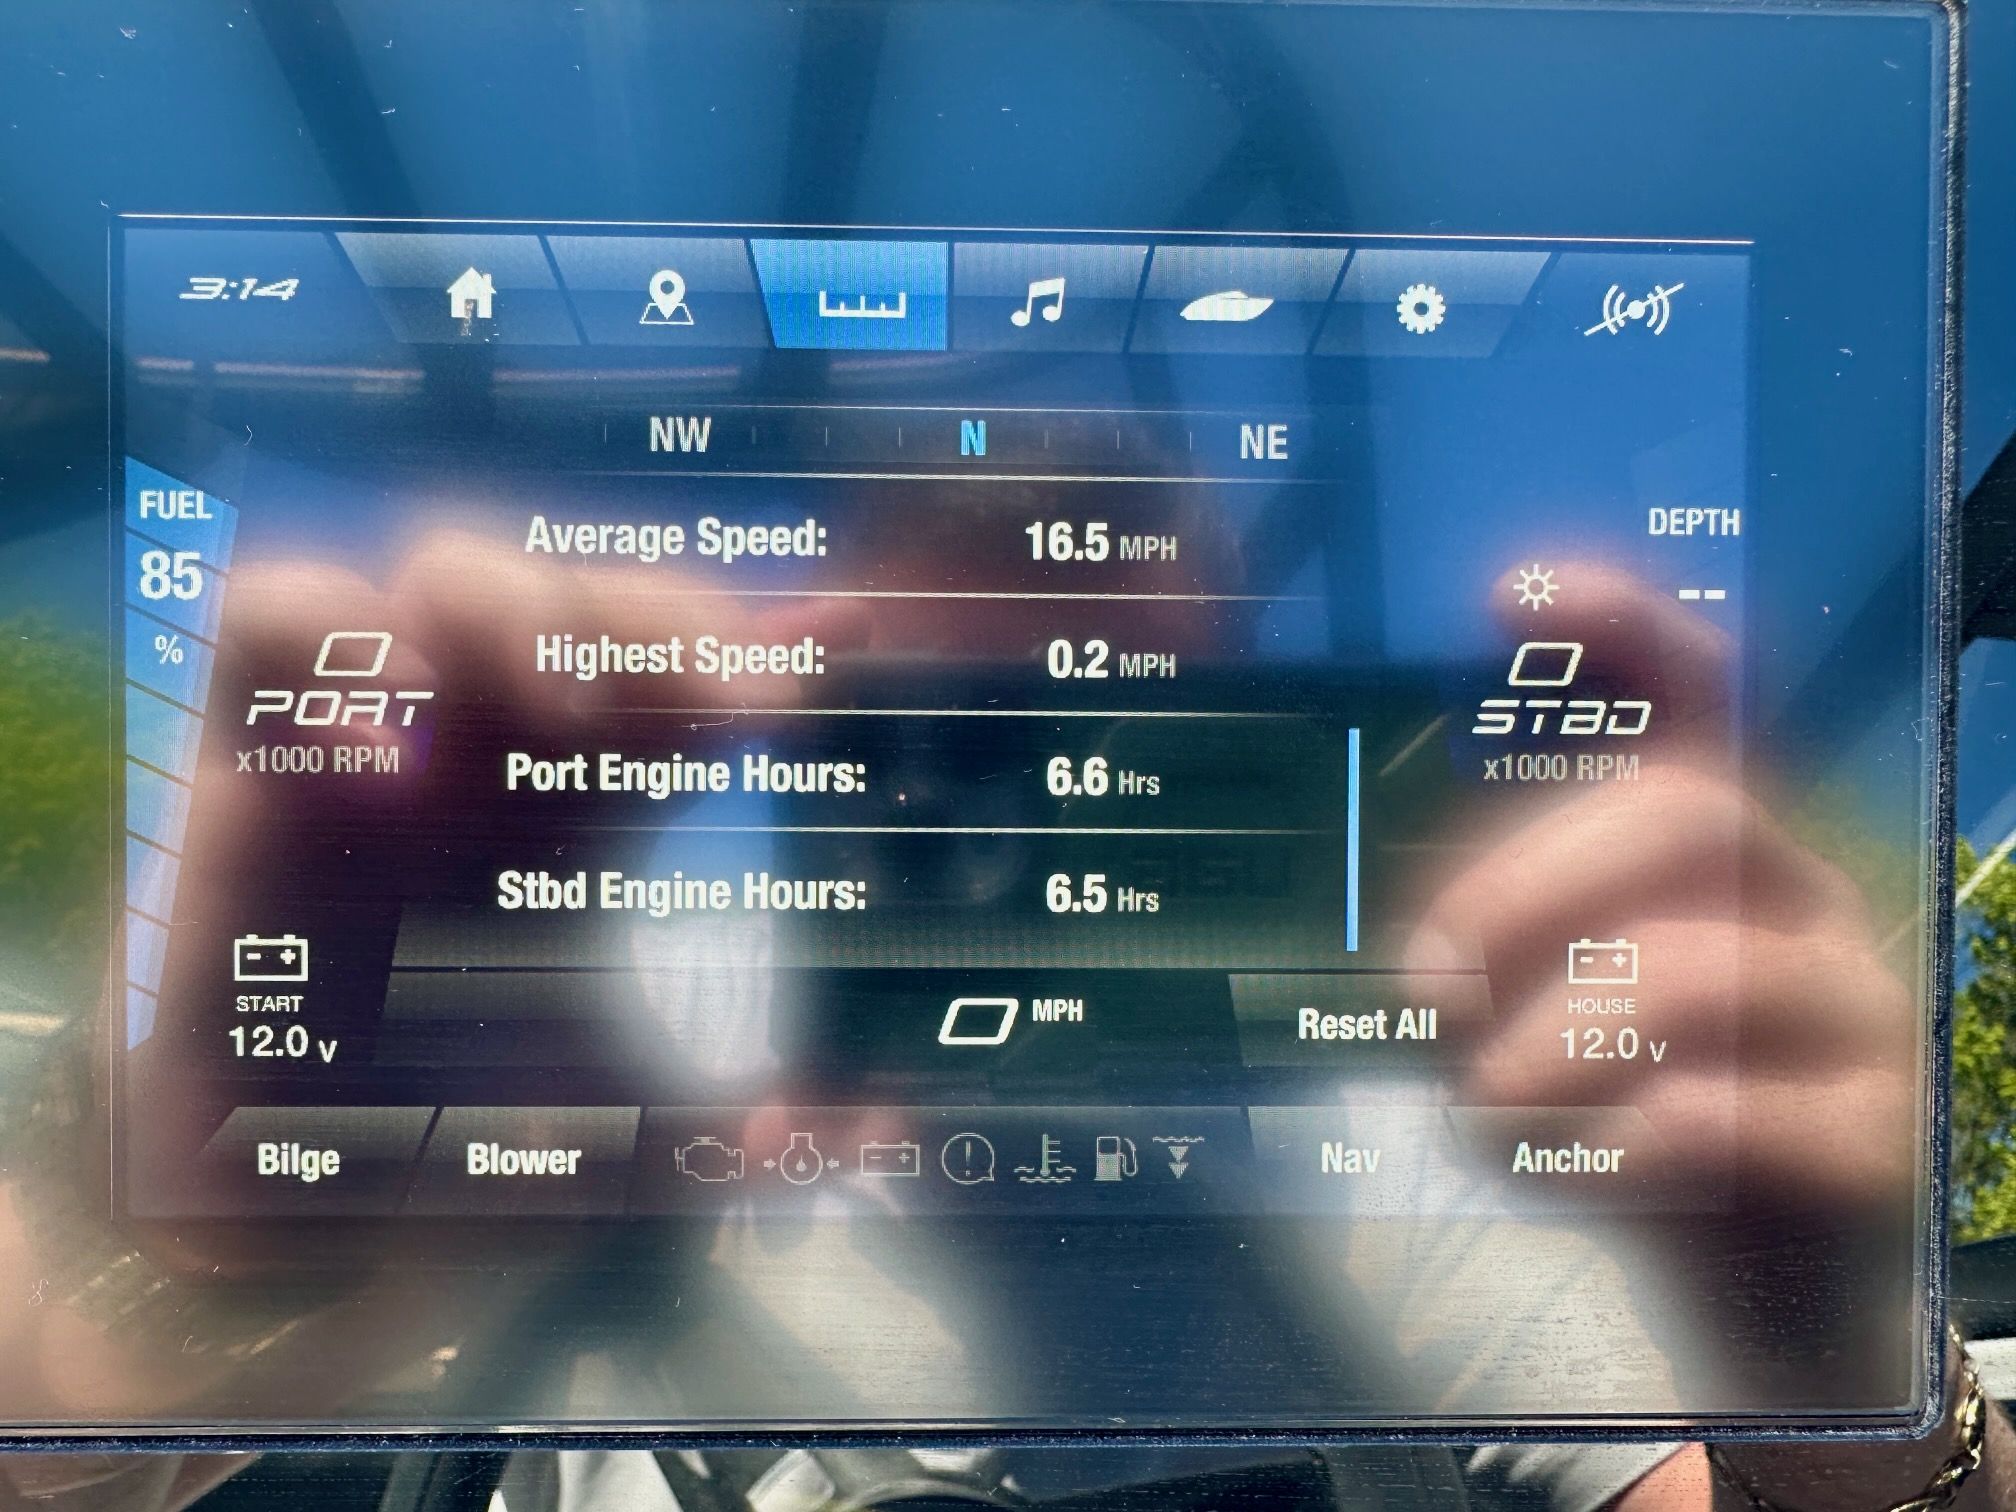 3:14
NW N NE
FUEL
85
%
DEPTH
--
Average Speed: 16.5 MPH
Highest Speed: 0.2 MPH
Port Engine Hours: 6.6 Hrs
Stbd Engine Hours: 6.5 Hrs
0
PORT
x1000 RPM
0
STBD
x1000 RPM
START
12.0 V
0 MPH
Reset All
HOUSE
12.0 V
Bilge
Blower
Nav
Anchor